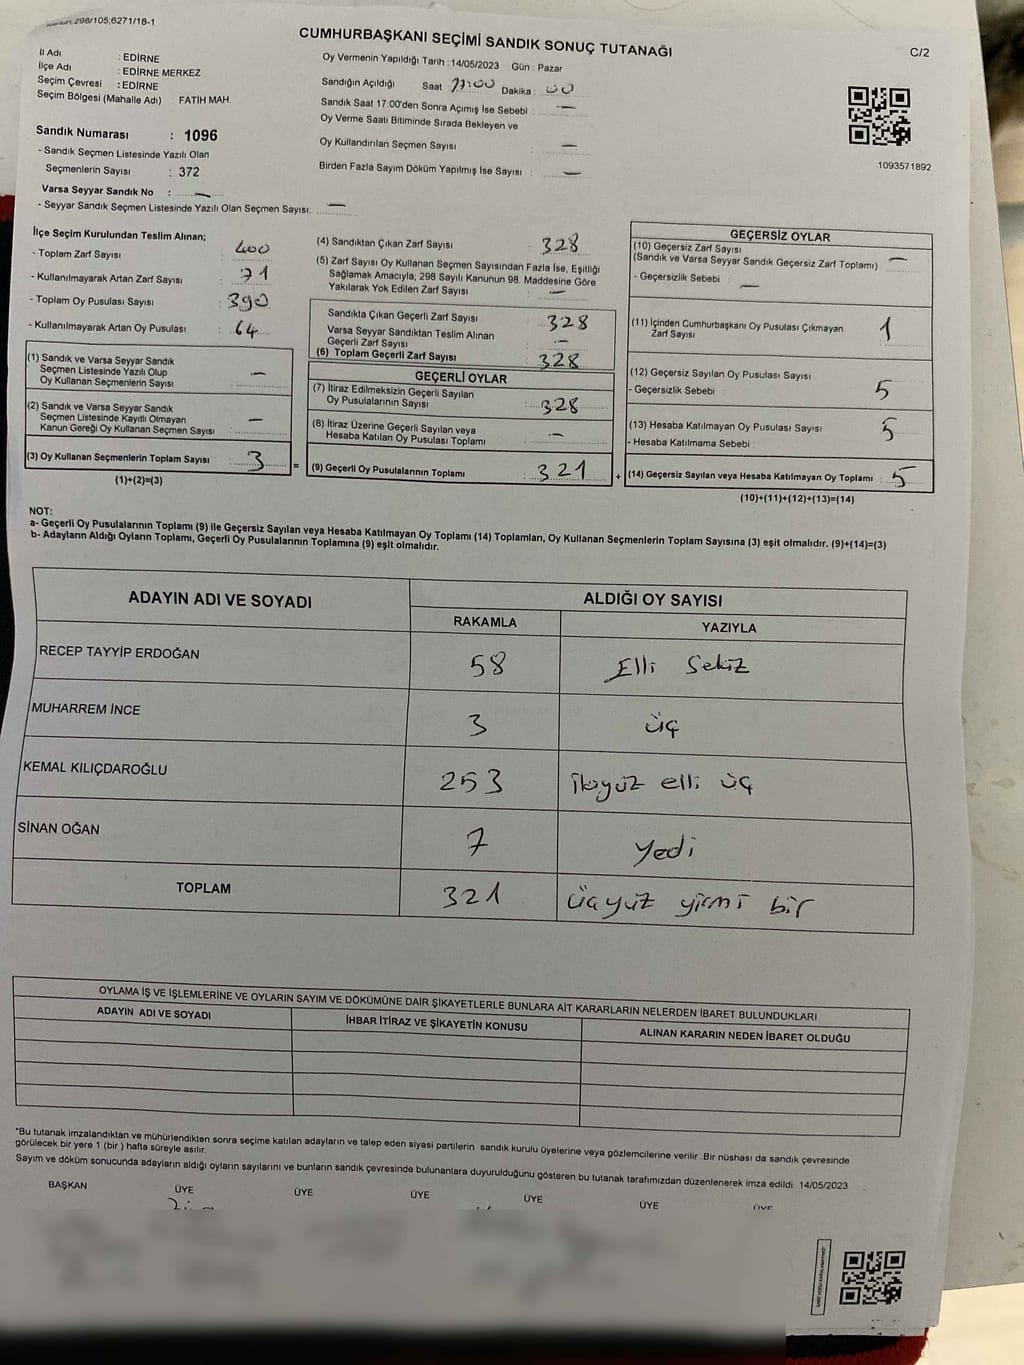 298/105;6271/18-1
CUMHURBAŞKANI SEÇİMİ SANDIK SONUÇ TUTANAĞI
C/2
İl Adı : EDİRNE
İlçe Adı : EDİRNE MERKEZ
Seçim Çevresi : EDİRNE
Seçim Bölgesi (Mahalle Adı) FATİH MAH.
Sandık Numarası : 1096
- Sandık Seçmen Listesinde Yazılı Olan
Seçmenlerin Sayısı : 372
Varsa Seyyar Sandık No : —
- Seyyar Sandık Seçmen Listesinde Yazılı Olan Seçmen Sayısı: —
Oy Vermenin Yapıldığı Tarih : 14/05/2023 Gün : Pazar
Sandığın Açıldığı Saat 17:00 Dakika : 00
Sandık Saat 17:00'den Sonra Açımış İse Sebebi : —
Oy Verme Saati Bitiminde Sırada Bekleyen ve
Oy Kullandırılan Seçmen Sayısı : —
Birden Fazla Sayım Döküm Yapılmış İse Sayısı : —
1093571892
İlçe Seçim Kurulundan Teslim Alınan;
- Toplam Zarf Sayısı : 400
- Kullanılmayarak Artan Zarf Sayısı : 71
- Toplam Oy Pusulası Sayısı : 390
- Kullanılmayarak Artan Oy Pusulası : 64
(1) Sandık ve Varsa Seyyar Sandık
Seçmen Listesinde Yazılı Olup
Oy Kullanan Seçmenlerin Sayısı : —
(2) Sandık ve Varsa Seyyar Sandık
Seçmen Listesinde Kayıtlı Olmayan
Kanun Gereği Oy Kullanan Seçmen Sayısı : —
(3) Oy Kullanan Seçmenlerin Toplam Sayısı : 3
(1)+(2)=(3)
=
(4) Sandıktan Çıkan Zarf Sayısı : 328
(5) Zarf Sayısı Oy Kullanan Seçmen Sayısından Fazla İse, Eşitliği
Sağlamak Amacıyla; 298 Sayılı Kanunun 98. Maddesine Göre
Yakılarak Yok Edilen Zarf Sayısı : —
Sandıkta Çıkan Geçerli Zarf Sayısı : 328
Varsa Seyyar Sandıktan Teslim Alınan
Geçerli Zarf Sayısı : —
(6) Toplam Geçerli Zarf Sayısı : 328
GEÇERLİ OYLAR
(7) İtiraz Edilmeksizin Geçerli Sayılan
Oy Pusulalarının Sayısı : 328
(8) İtiraz Üzerine Geçerli Sayılan veya
Hesaba Katılan Oy Pusulası Toplamı : —
(9) Geçerli Oy Pusulalarının Toplamı : 321
+
GEÇERSİZ OYLAR
(10) Geçersiz Zarf Sayısı
(Sandık ve Varsa Seyyar Sandık Geçersiz Zarf Toplamı) : —
- Geçersizlik Sebebi : —
(11) İçinden Cumhurbaşkanı Oy Pusulası Çıkmayan
Zarf Sayısı 1
(12) Geçersiz Sayılan Oy Pusulası Sayısı
- Geçersizlik Sebebi : 5
(13) Hesaba Katılmayan Oy Pusulası Sayısı
- Hesaba Katılmama Sebebi : 5
(14) Geçersiz Sayılan veya Hesaba Katılmayan Oy Toplamı : 5
(10)+(11)+(12)+(13)=(14)
NOT:
a- Geçerli Oy Pusulalarının Toplamı (9) ile Geçersiz Sayılan veya Hesaba Katılmayan Oy Toplamı (14) Toplamları, Oy Kullanan Seçmenlerin Toplam Sayısına (3) eşit olmalıdır. (9)+(14)=(3)
b- Adayların Aldığı Oyların Toplamı, Geçerli Oy Pusulalarının Toplamına (9) eşit olmalıdır.
ADAYIN ADI VE SOYADI
ALDIĞI OY SAYISI
RAKAMLA YAZIYLA
RECEP TAYYİP ERDOĞAN 58 Elli Sekiz
MUHARREM İNCE 3 üç
KEMAL KILIÇDAROĞLU 253 ikiyüz elli üç
SİNAN OĞAN 7 yedi
TOPLAM 321 üçyüz yirmi bir
OYLAMA İŞ VE İŞLEMLERİNE VE OYLARIN SAYIM VE DÖKÜMÜNE DAİR ŞİKAYETLERLE BUNLARA AİT KARARLARIN NELERDEN İBARET BULUNDUKLARI
ADAYIN ADI VE SOYADI İHBAR İTİRAZ VE ŞİKAYETİN KONUSU ALINAN KARARIN NEDEN İBARET OLDUĞU
*Bu tutanak imzalandıktan ve mühürlendikten sonra seçime katılan adayların ve talep eden siyasi partilerin sandık kurulu üyelerine veya gözlemcilerine verilir .Bir nüshası da sandık çevresinde
görülecek bir yere 1 (bir ) hafta süreyle asılır.
Sayım ve döküm sonucunda adayların aldığı oyların sayılarını ve bunların sandık çevresinde bulunanlara duyurulduğunu gösteren bu tutanak tarafımızdan düzenlenerek imza edildi. 14/05/2023
BAŞKAN ÜYE ÜYE ÜYE ÜYE ÜYE ÜYE